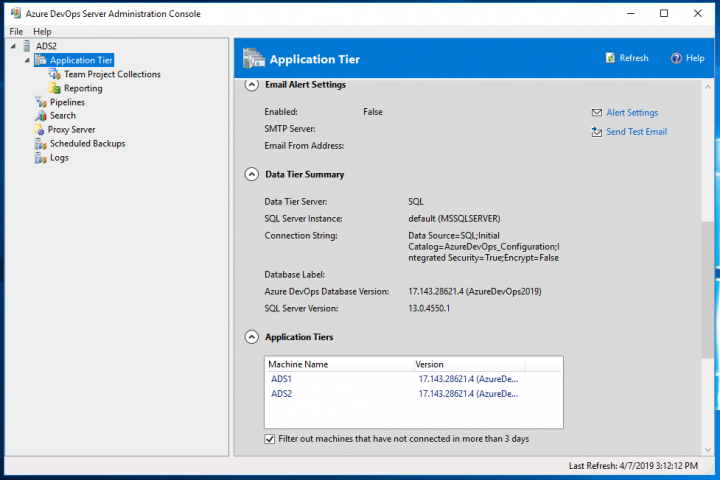 Azure DevOps Server Administration Console
File Help
ADS2
Application Tier
Team Project Collections
Reporting
Pipelines
Search
Proxy Server
Scheduled Backups
Logs
Application Tier
Refresh
Help
Email Alert Settings
Enabled: False
Alert Settings
SMTP Server:
Send Test Email
Email From Address:
Data Tier Summary
Data Tier Server: SQL
SQL Server Instance: default (MSSQLSERVER)
Connection String: Data Source=SQL;Initial
Catalog=AzureDevOps_Configuration;I
ntegrated Security=True;Encrypt=False
Database Label:
Azure DevOps Database Version: 17.143.28621.4 (AzureDevOps2019)
SQL Server Version: 13.0.4550.1
Application Tiers
Machine Name Version
ADS1 17.143.28621.4 (AzureDe...
ADS2 17.143.28621.4 (AzureDe...
Filter out machines that have not connected in more than 3 days
Last Refresh: 4/7/2019 3:12:12 PM